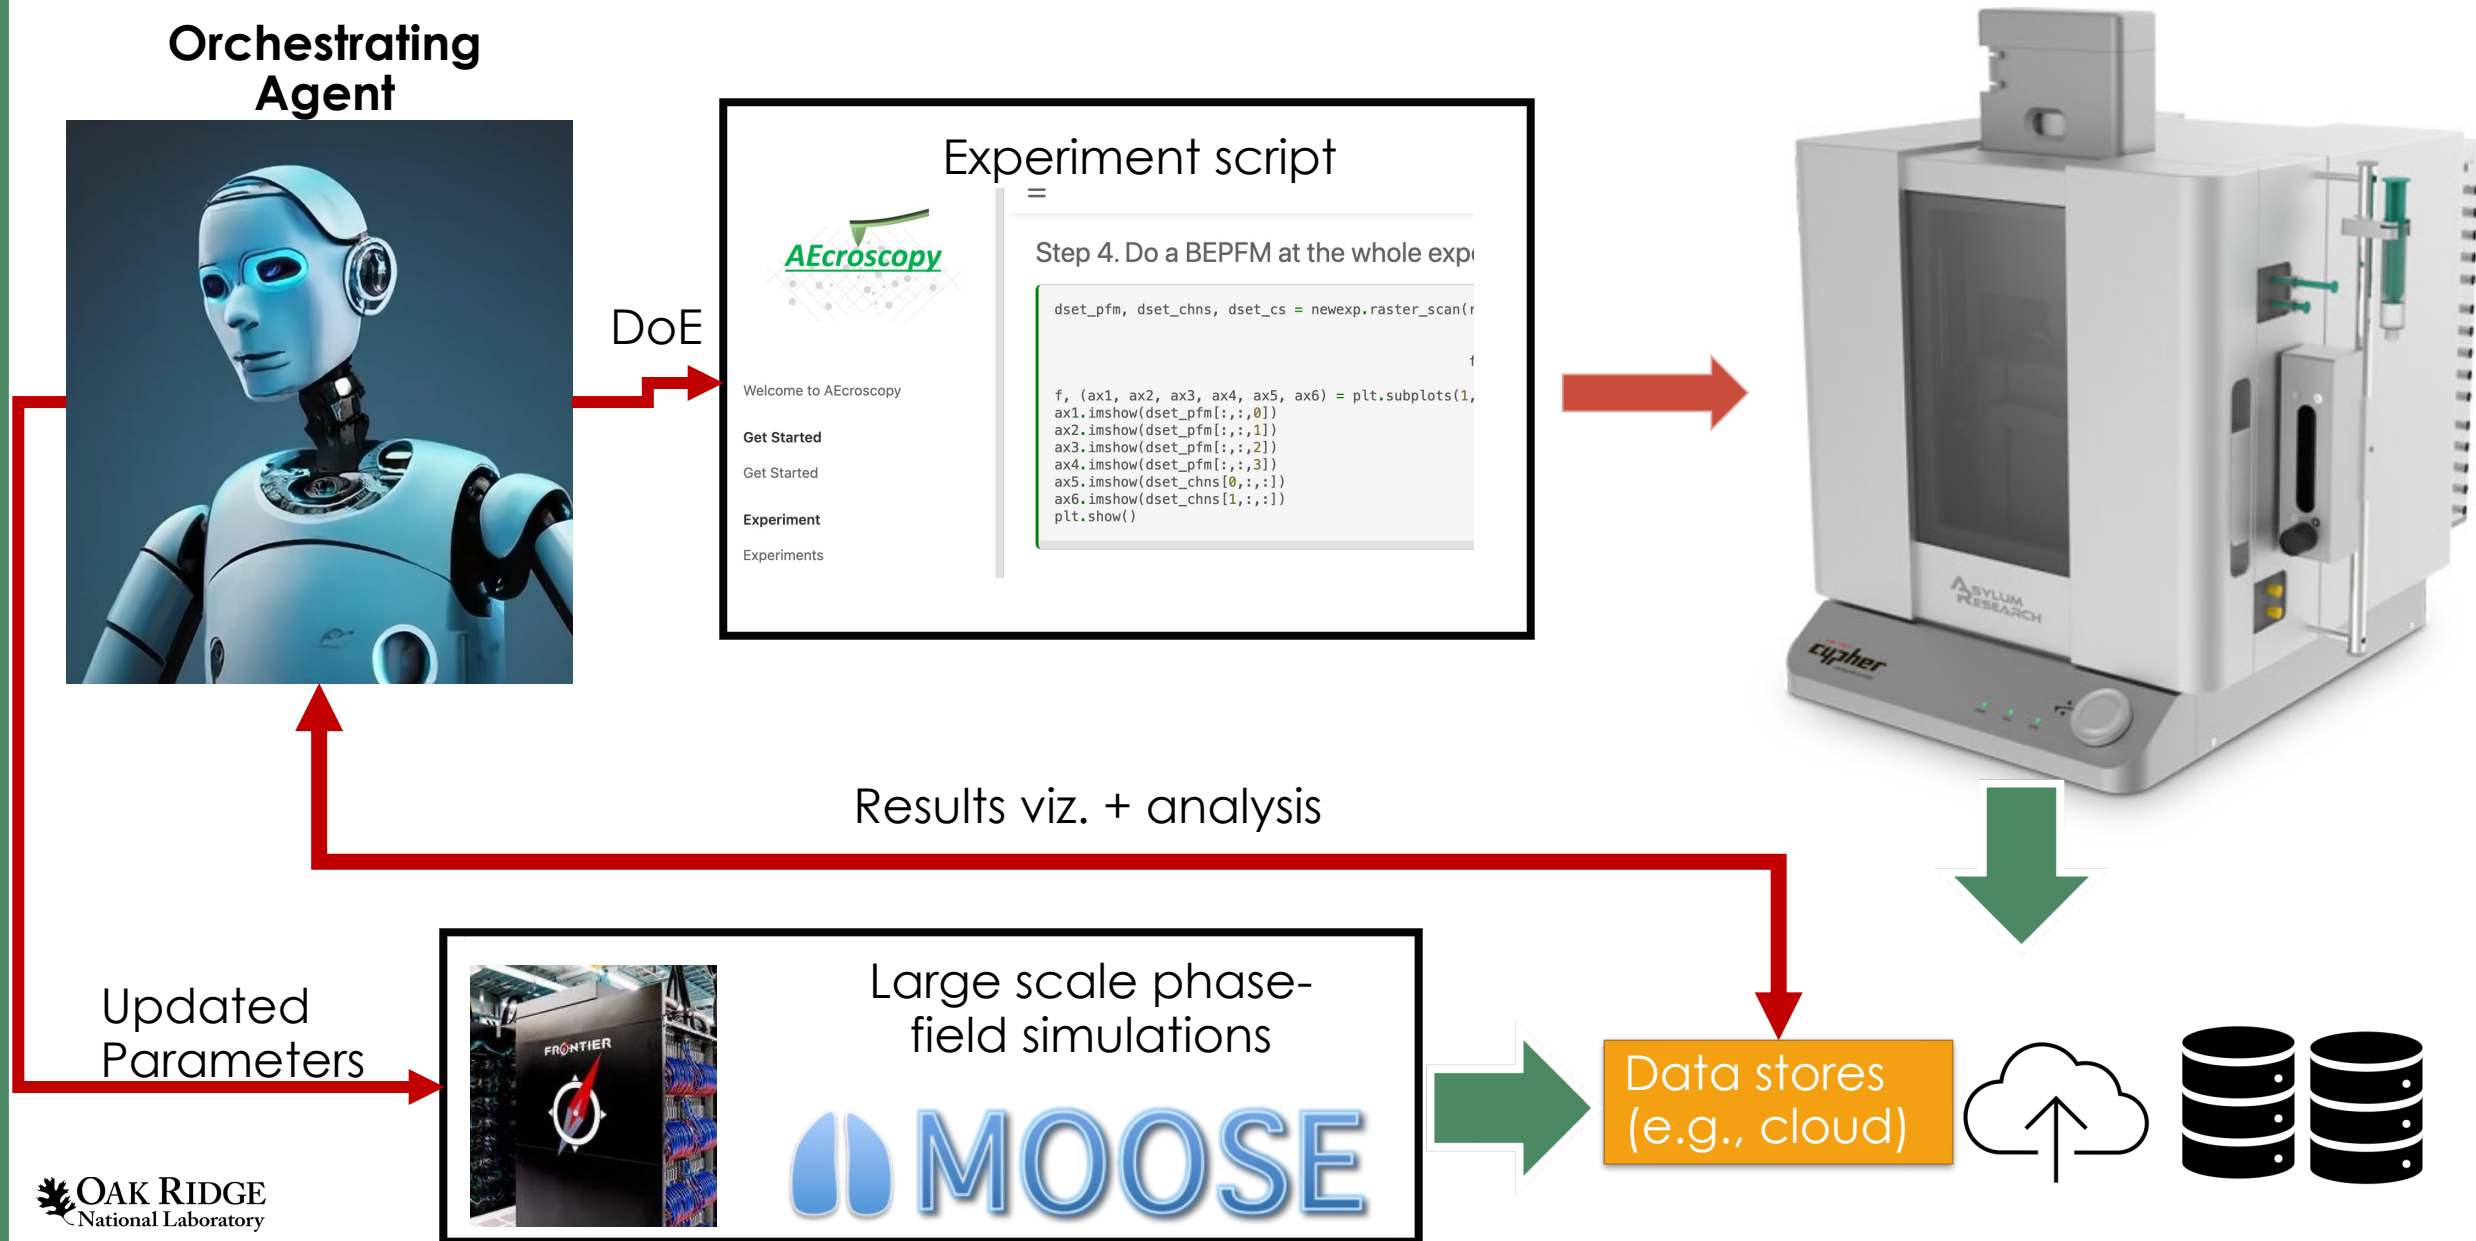 Orchestrating
Agent
DoE
Experiment script
AEcroscopy
Welcome to AEcroscopy
Get Started
Get Started
Experiment
Experiments
Step 4. Do a BEPFM at the whole exp
dset_pfm, dset_chns, dset_cs = newexp.raster_scan(r
f
f, (ax1, ax2, ax3, ax4, ax5, ax6) = plt.subplots(1,
ax1.imshow(dset_pfm[:,:,0])
ax2.imshow(dset_pfm[:,:,1])
ax3.imshow(dset_pfm[:,:,2])
ax4.imshow(dset_pfm[:,:,3])
ax5.imshow(dset_chns[0,:,:])
ax6.imshow(dset_chns[1,:,:])
plt.show()
ASYLUM
RESEARCH
cypher
Results viz. + analysis
Updated
Parameters
FRONTIER
Large scale phase-
field simulations
MOOSE
Data stores
(e.g., cloud)
OAK RIDGE
National Laboratory